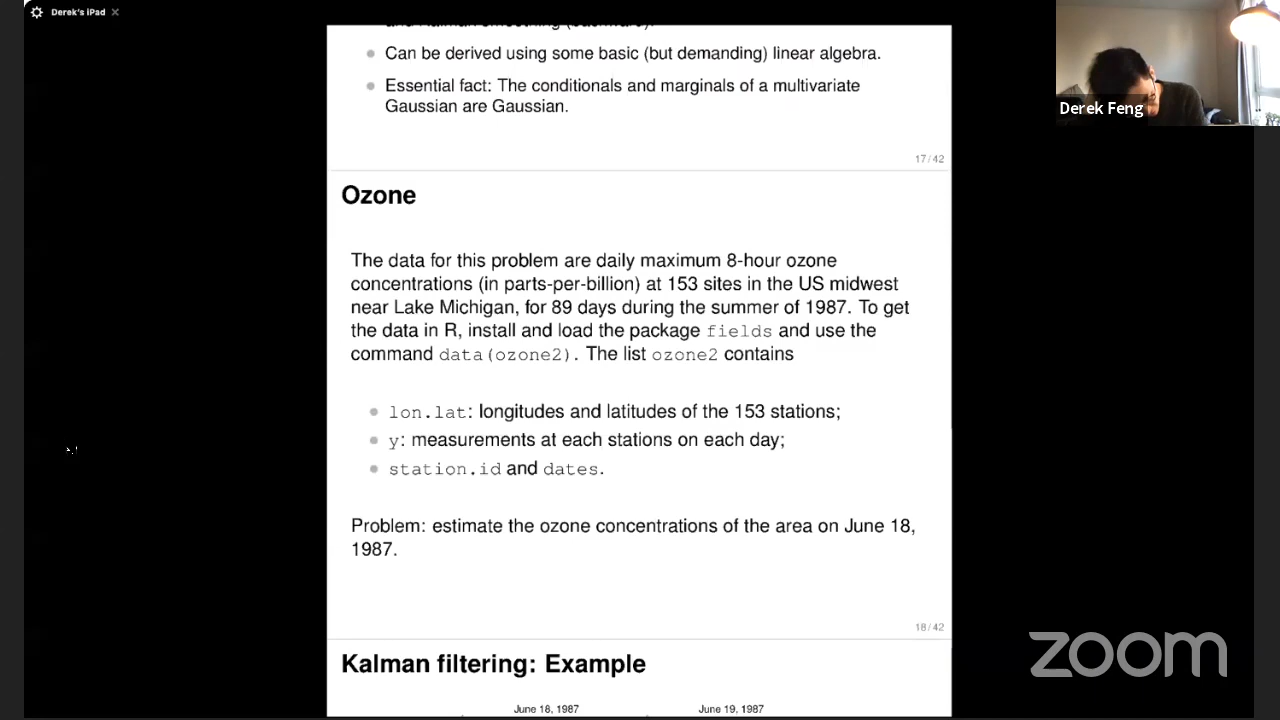 Derek's iPad
and Kalman smoothing (backward).
Can be derived using some basic (but demanding) linear algebra.
Essential fact: The conditionals and marginals of a multivariate
Gaussian are Gaussian.
Derek Feng
17/42
Ozone
The data for this problem are daily maximum 8-hour ozone
concentrations (in parts-per-billion) at 153 sites in the US midwest
near Lake Michigan, for 89 days during the summer of 1987. To get
the data in R, install and load the package fields and use the
command data(ozone2). The list ozone2 contains
lon.lat: longitudes and latitudes of the 153 stations;
y: measurements at each stations on each day;
station.id and dates.
Problem: estimate the ozone concentrations of the area on June 18,
1987.
18/42
zoom
Kalman filtering: Example
June 18, 1987
June 19, 1987